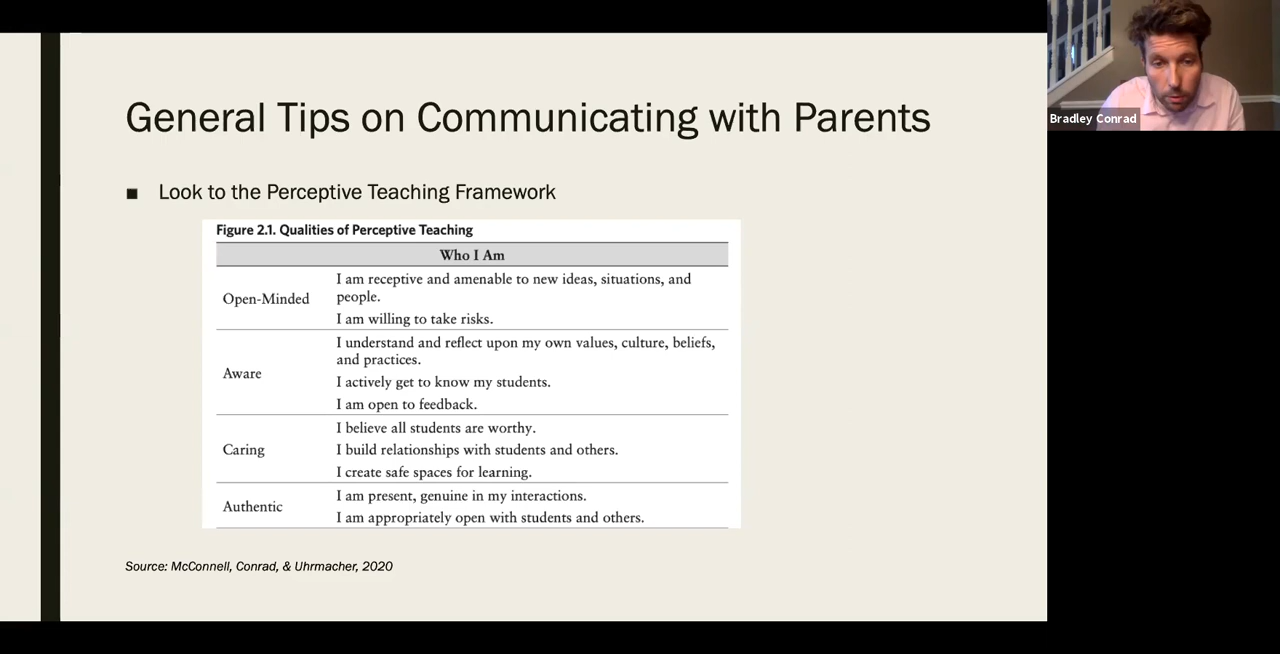 General Tips on Communicating with Parents
■ Look to the Perceptive Teaching Framework
Figure 2.1. Qualities of Perceptive Teaching
Who I Am
Open-Minded
I am receptive and amenable to new ideas, situations, and
people.
I am willing to take risks.
Aware
I understand and reflect upon my own values, culture, beliefs,
and practices.
I actively get to know my students.
I am open to feedback.
Caring
I believe all students are worthy.
I build relationships with students and others.
I create safe spaces for learning.
Authentic
I am present, genuine in my interactions.
I am appropriately open with students and others.
Source: McConnell, Conrad, & Uhrmacher, 2020
Bradley Conrad